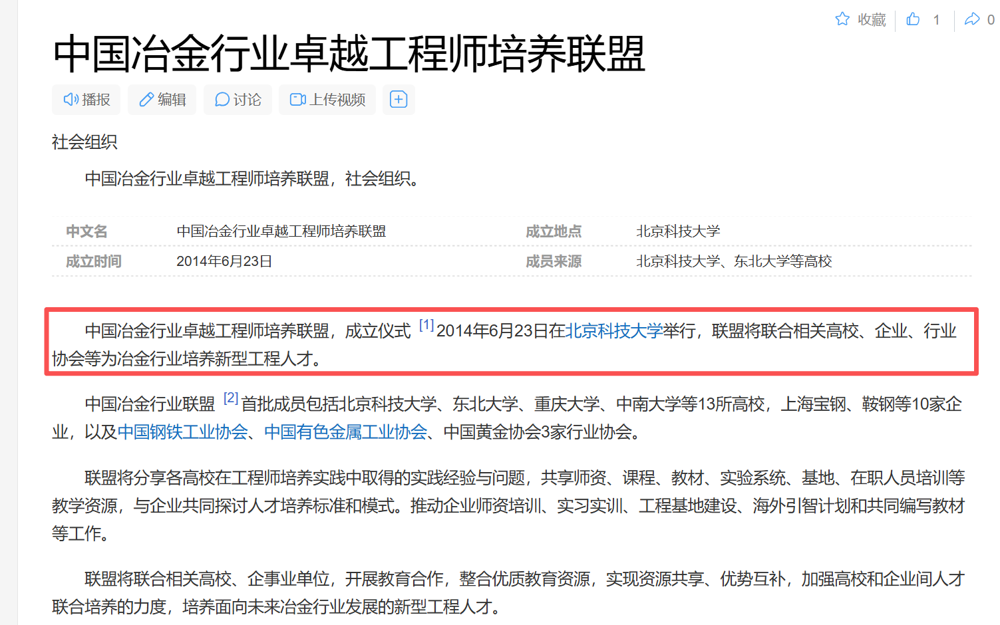 收藏 1 0
中国冶金行业卓越工程师培养联盟
播报 编辑 讨论 上传视频
社会组织
中国冶金行业卓越工程师培养联盟，社会组织。
中文名 中国冶金行业卓越工程师培养联盟 成立地点 北京科技大学
成立时间 2014年6月23日 成员来源 北京科技大学、东北大学等高校
中国冶金行业卓越工程师培养联盟，成立仪式 [1] 2014年6月23日在北京科技大学举行，联盟将联合相关高校、企业、行业
协会等为冶金行业培养新型工程人才。
中国冶金行业联盟 [2] 首批成员包括北京科技大学、东北大学、重庆大学、中南大学等13所高校，上海宝钢、鞍钢等10家企
业，以及中国钢铁工业协会、中国有色金属工业协会、中国黄金协会3家行业协会。
联盟将分享各高校在工程师培养实践中取得的实践经验与问题，共享师资、课程、教材、实验系统、基地、在职人员培训等
教学资源，与企业共同探讨人才培养标准和模式。推动企业师资培训、实习实训、工程基地建设、海外引智计划和共同编写教材
等工作。
联盟将联合相关高校、企事业单位，开展教育合作，整合优质教育资源，实现资源共享、优势互补，加强高校和企业间人才
联合培养的力度，培养面向未来冶金行业发展的新型工程人才。